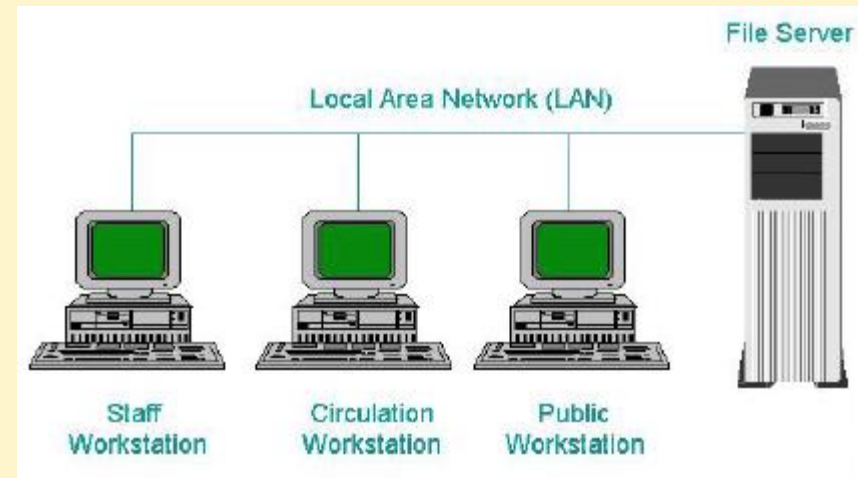 File Server
Local Area Network (LAN)
Staff
Workstation
Circulation
Workstation
Public
Workstation